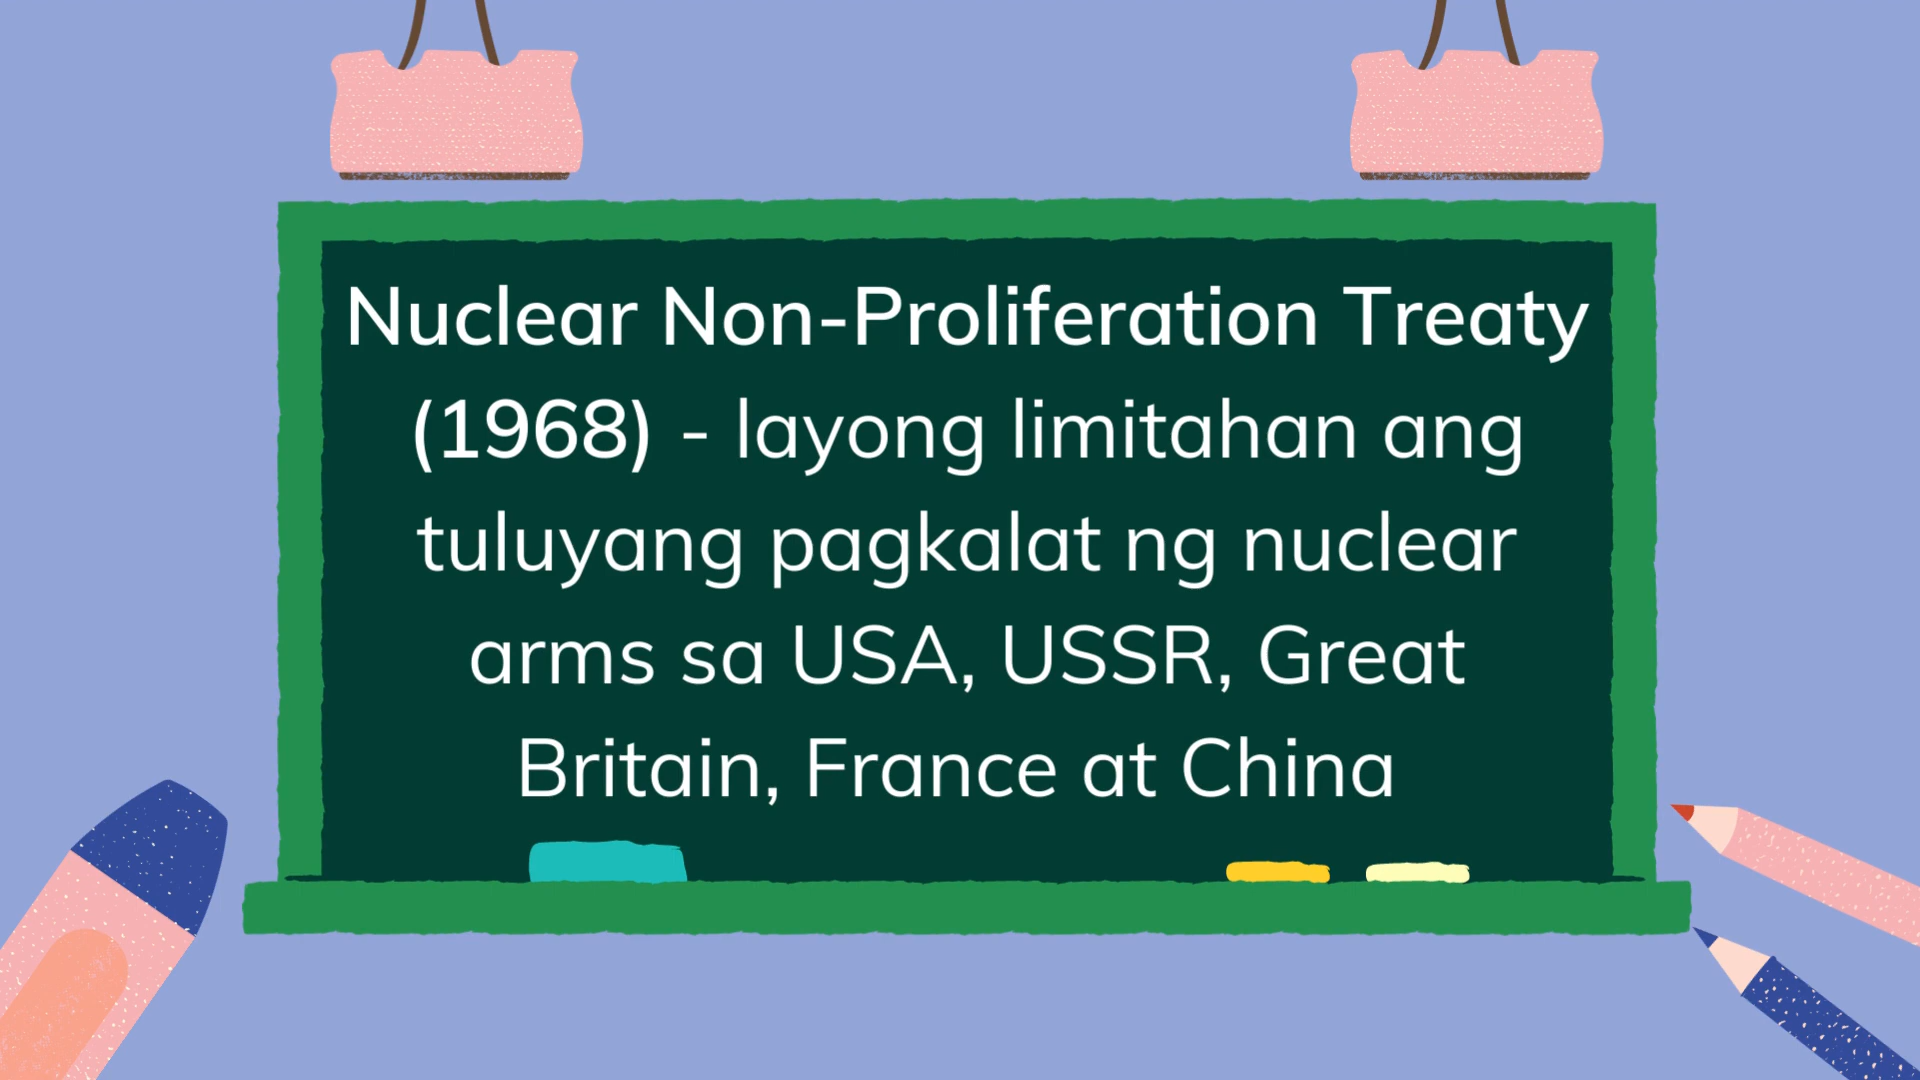 Nuclear Non-Proliferation Treaty
(1968) - layong limitahan ang
tuluyang pagkalat ng nuclear
arms sa USA, USSR, Great
Britain, France at China